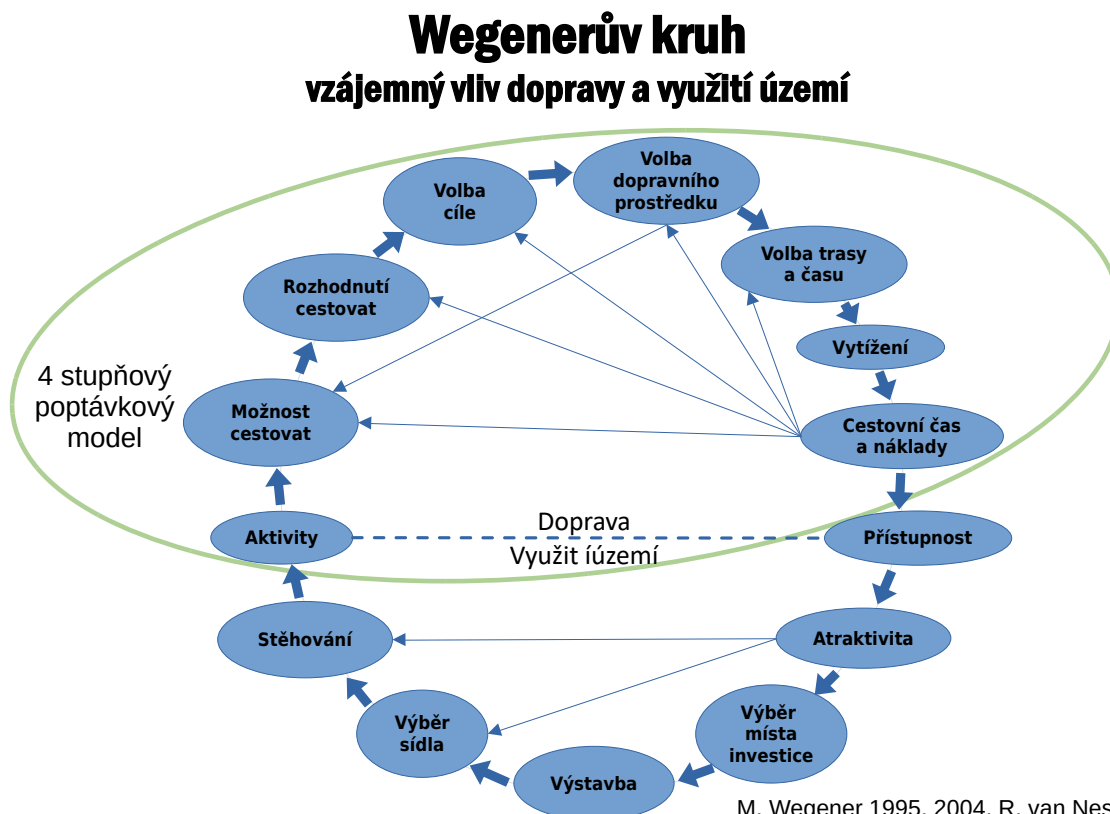 Wegenerův kruh
vzájemný vliv dopravy a využití území
Volba
dopravního
prostředku
Volba
cíle
Volba trasy
a času
Rozhodnutí
cestovat
Vytížení
4 stupňový
poptávkový
model
Možnost
cestovat
Cestovní čas
a náklady
Aktivity
Doprava
Využit íúzemí
Přístupnost
Stěhování
Atraktivita
Výběr
sídla
Výběr
místa
investice
Výstavba
M. Wegener 1995, 2004, R. van Nes